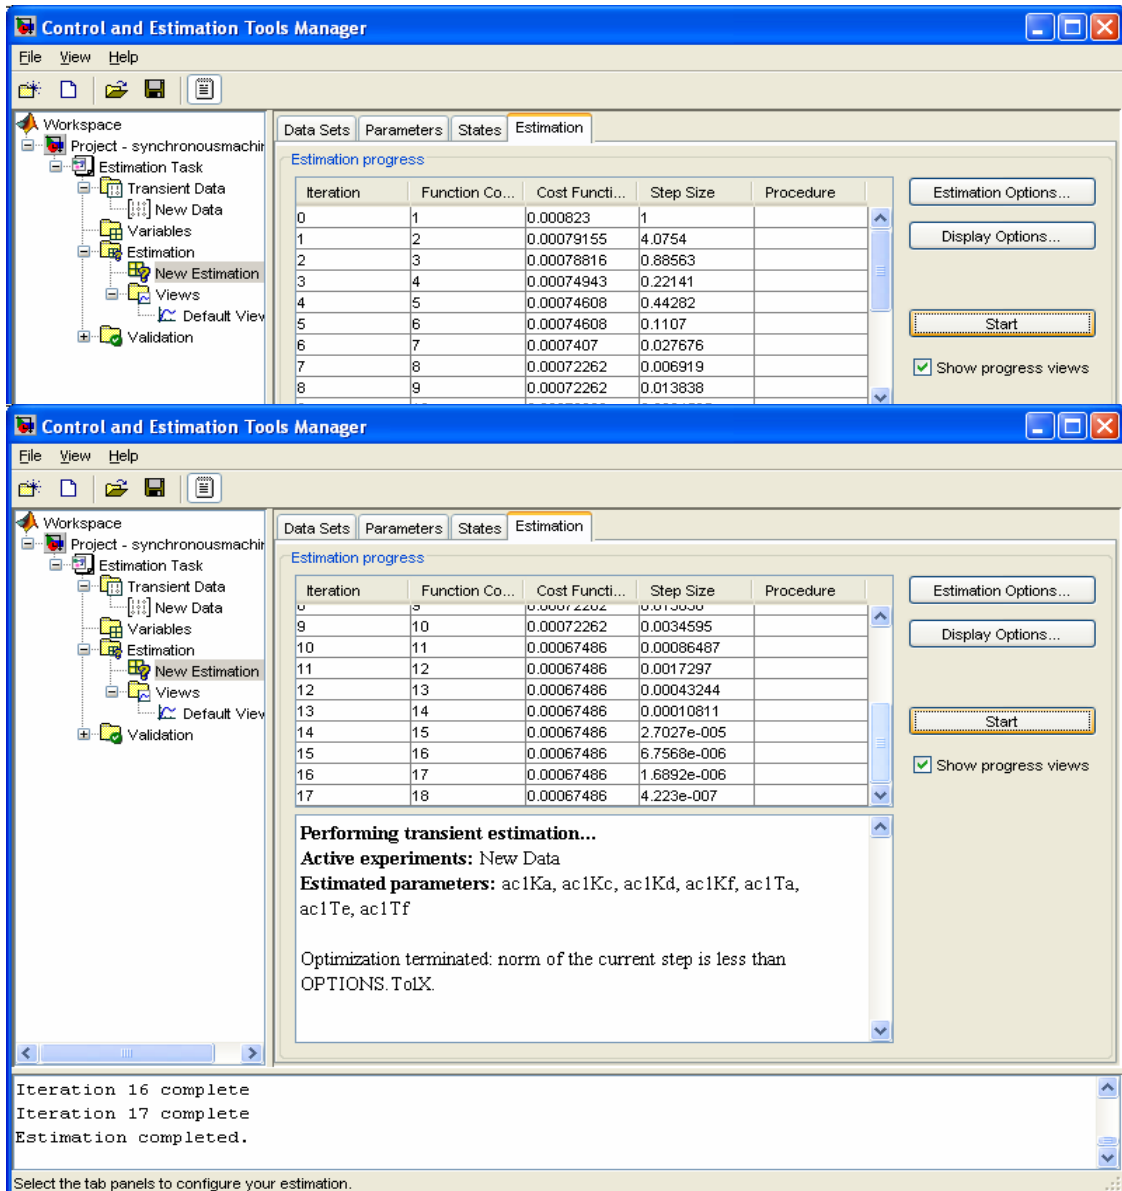 Control and Estimation Tools Manager
File View Help
Workspace
Project - synchronousmachin
Estimation Task
Transient Data
New Data
Variables
Estimation
New Estimation
Views
Default View
Validation
Data Sets Parameters States Estimation
Estimation progress
Iteration Function Co... Cost Functi... Step Size Procedure
0 1 0.000823 1
1 2 0.00079155 4.0754
2 3 0.00078816 0.88563
3 4 0.00074943 0.22141
4 5 0.00074608 0.44282
5 6 0.00074608 0.1107
6 7 0.0007407 0.027676
7 8 0.00072262 0.006919
8 9 0.00072262 0.013838
Estimation Options...
Display Options...
Start
Show progress views
Control and Estimation Tools Manager
File View Help
Workspace
Project - synchronousmachin
Estimation Task
Transient Data
New Data
Variables
Estimation
New Estimation
Views
Default View
Validation
Data Sets Parameters States Estimation
Estimation progress
Iteration Function Co... Cost Functi... Step Size Procedure
8 9 0.00072262 0.013838
9 10 0.00072262 0.0034595
10 11 0.00067486 0.00086487
11 12 0.00067486 0.0017297
12 13 0.00067486 0.00043244
13 14 0.00067486 0.00010811
14 15 0.00067486 2.7027e-005
15 16 0.00067486 6.7568e-006
16 17 0.00067486 1.6892e-006
17 18 0.00067486 4.223e-007
Estimation Options...
Display Options...
Start
Show progress views
Performing transient estimation...
Active experiments: New Data
Estimated parameters: ac1Ka, ac1Kc, ac1Kd, ac1Kf, ac1Ta,
ac1Te, ac1Tf
Optimization terminated: norm of the current step is less than
OPTIONS.TolX.
Iteration 16 complete
Iteration 17 complete
Estimation completed.
Select the tab panels to configure your estimation.